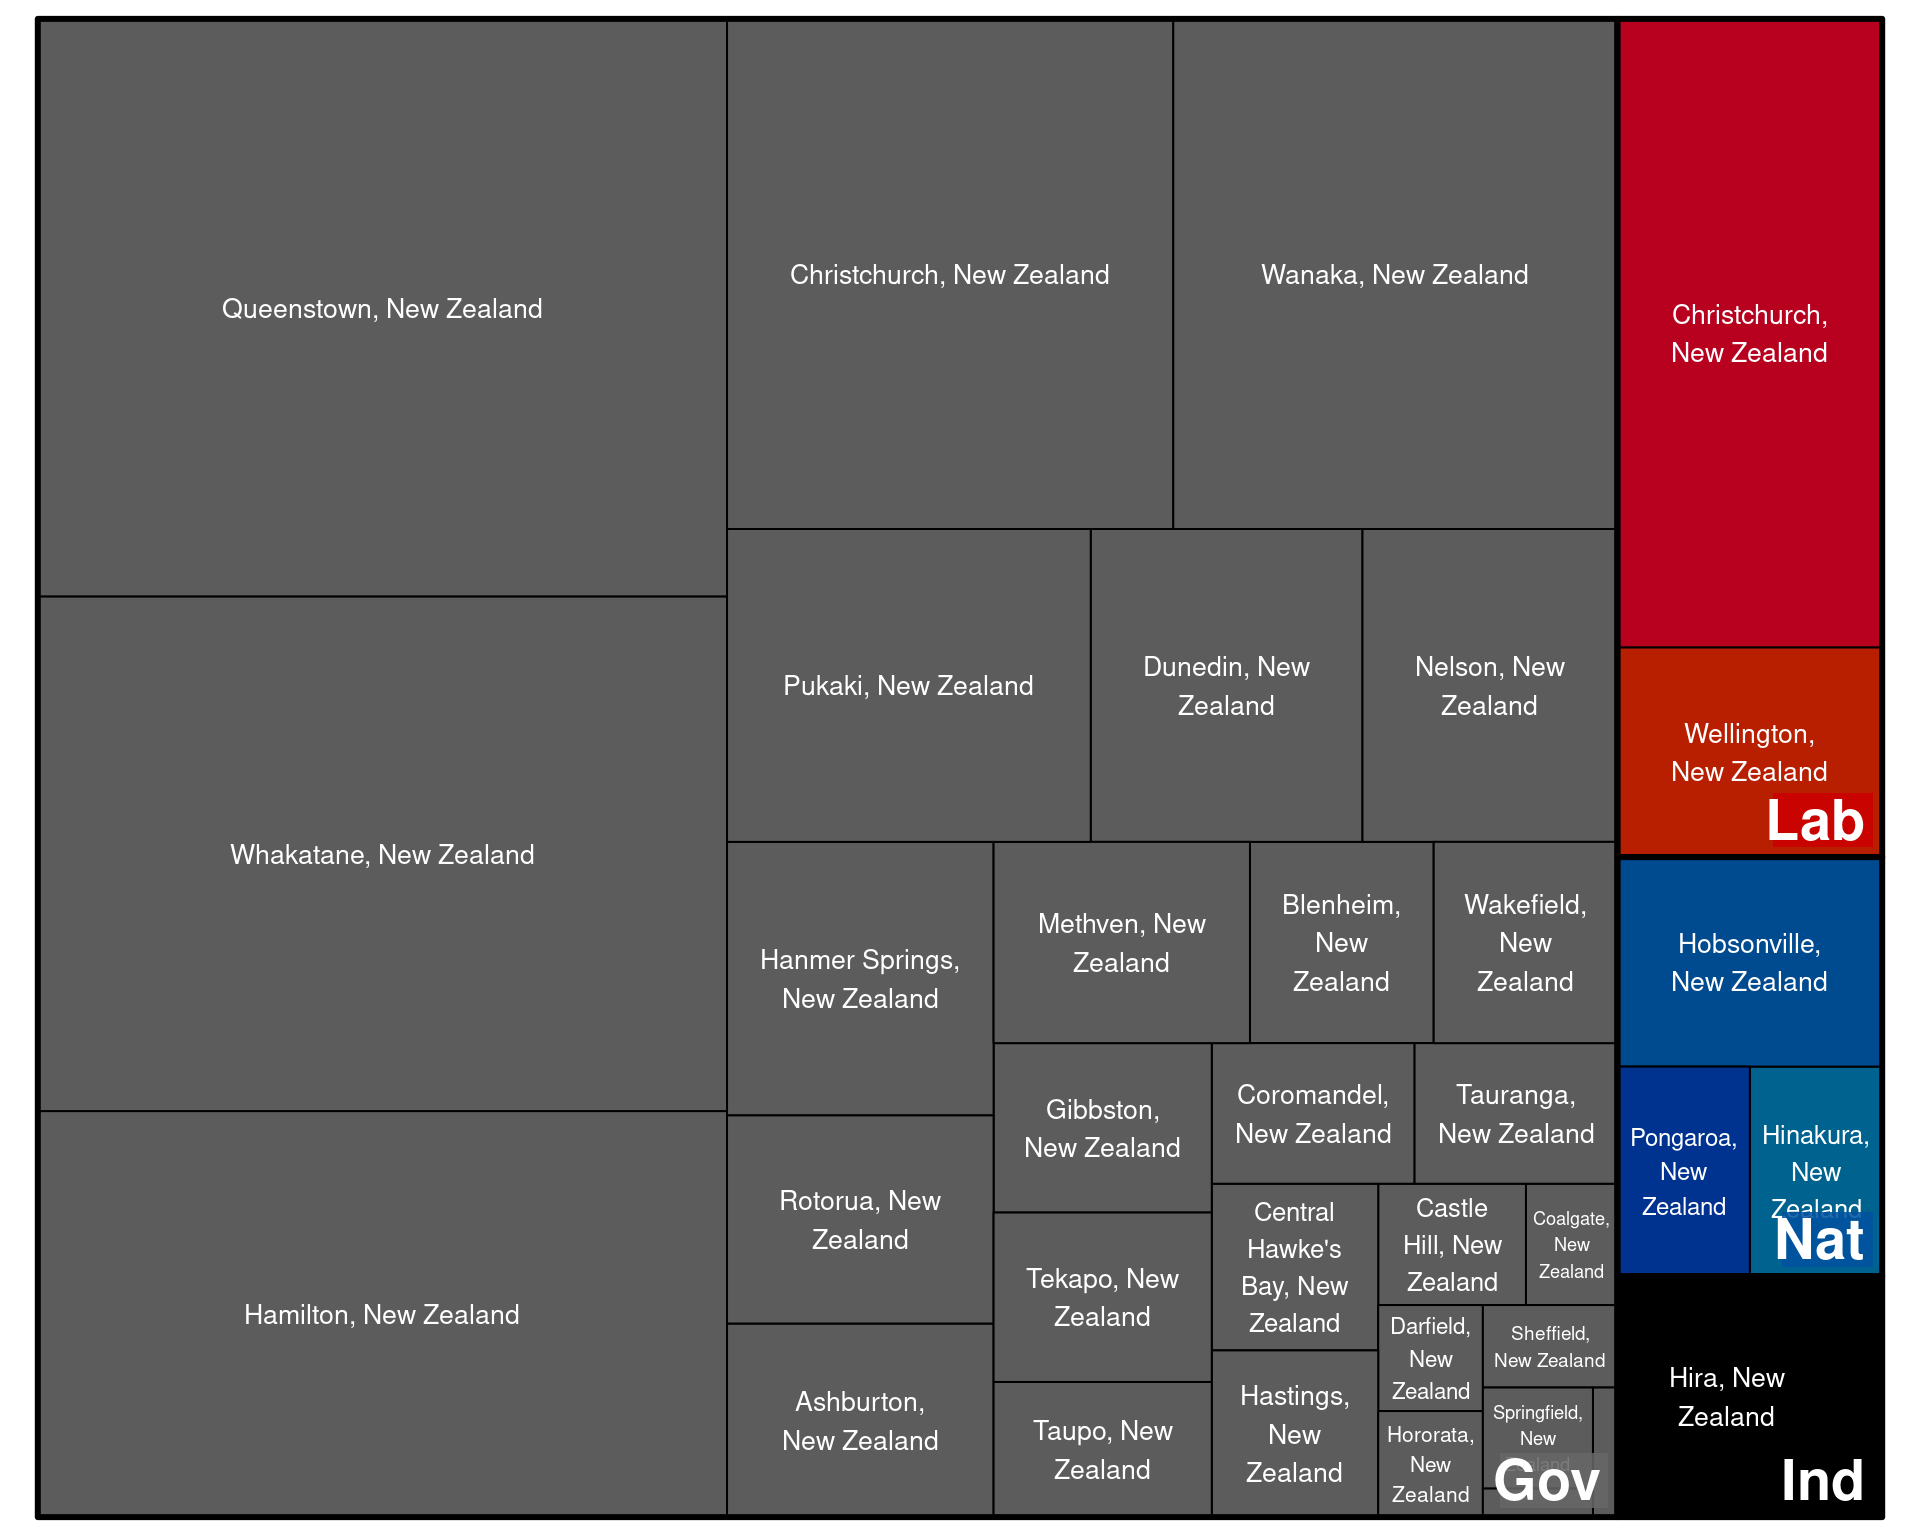 Queenstown, New Zealand
Whakatane, New Zealand
Hamilton, New Zealand
Christchurch, New Zealand
Wanaka, New Zealand
Pukaki, New Zealand
Dunedin, New
Zealand
Nelson, New
Zealand
Hanmer Springs,
New Zealand
Methven, New
Zealand
Blenheim,
New
Zealand
Wakefield,
New
Zealand
Rotorua, New
Zealand
Ashburton,
New Zealand
Gibbston,
New Zealand
Tekapo, New
Zealand
Taupo, New
Zealand
Coromandel,
New Zealand
Tauranga,
New Zealand
Central
Hawke's
Bay, New
Zealand
Hastings,
New
Zealand
Castle
Hill, New
Zealand
Coalgate,
New
Zealand
Darfield,
New
Zealand
Sheffield,
New Zealand
Hororata,
New
Zealand
Springfield,
New
Gov
Christchurch,
New Zealand
Wellington,
New Zealand
Lab
Hobsonville,
New Zealand
Pongaroa,
New
Zealand
Hinakura,
New
Zealand
Nat
Hira, New
Zealand
Ind